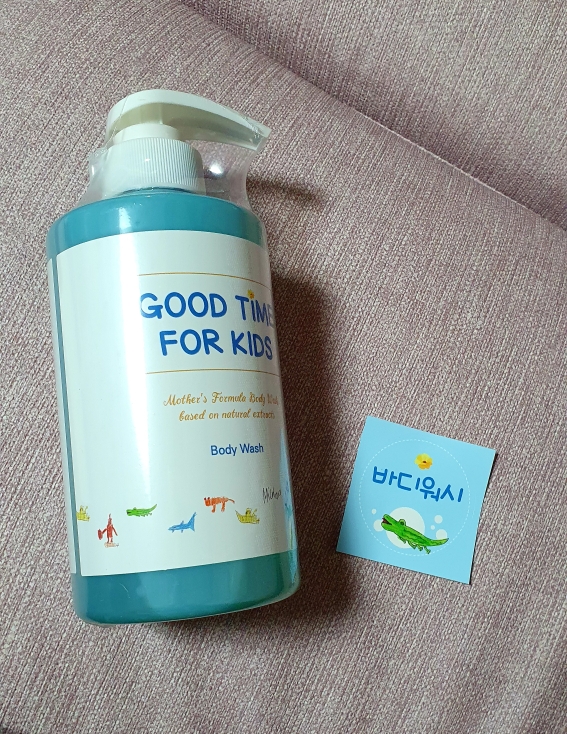 GOOD TIME
FOR KIDS
Mother's Formula Body Wash
based on natural extracts
Body Wash
바디워시